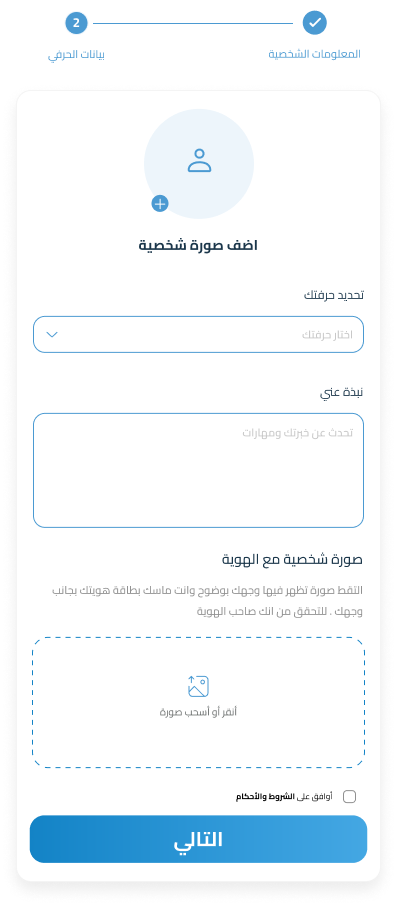 المعلومات الشخصية
2
بيانات الحرفي
اضف صورة شخصية
تحديد حرفتك
اختار حرفتك
نبذة عني
تحدث عن خبرتك ومهارات
صورة شخصية مع الهوية
التقط صورة تظهر فيها وجهك بوضوح وانت ماسك بطاقة هويتك بجانب
وجهك . للتحقق من انك صاحب الهوية
أنقر أو أسحب صورة
أوافق على الشروط والأحكام
التالي